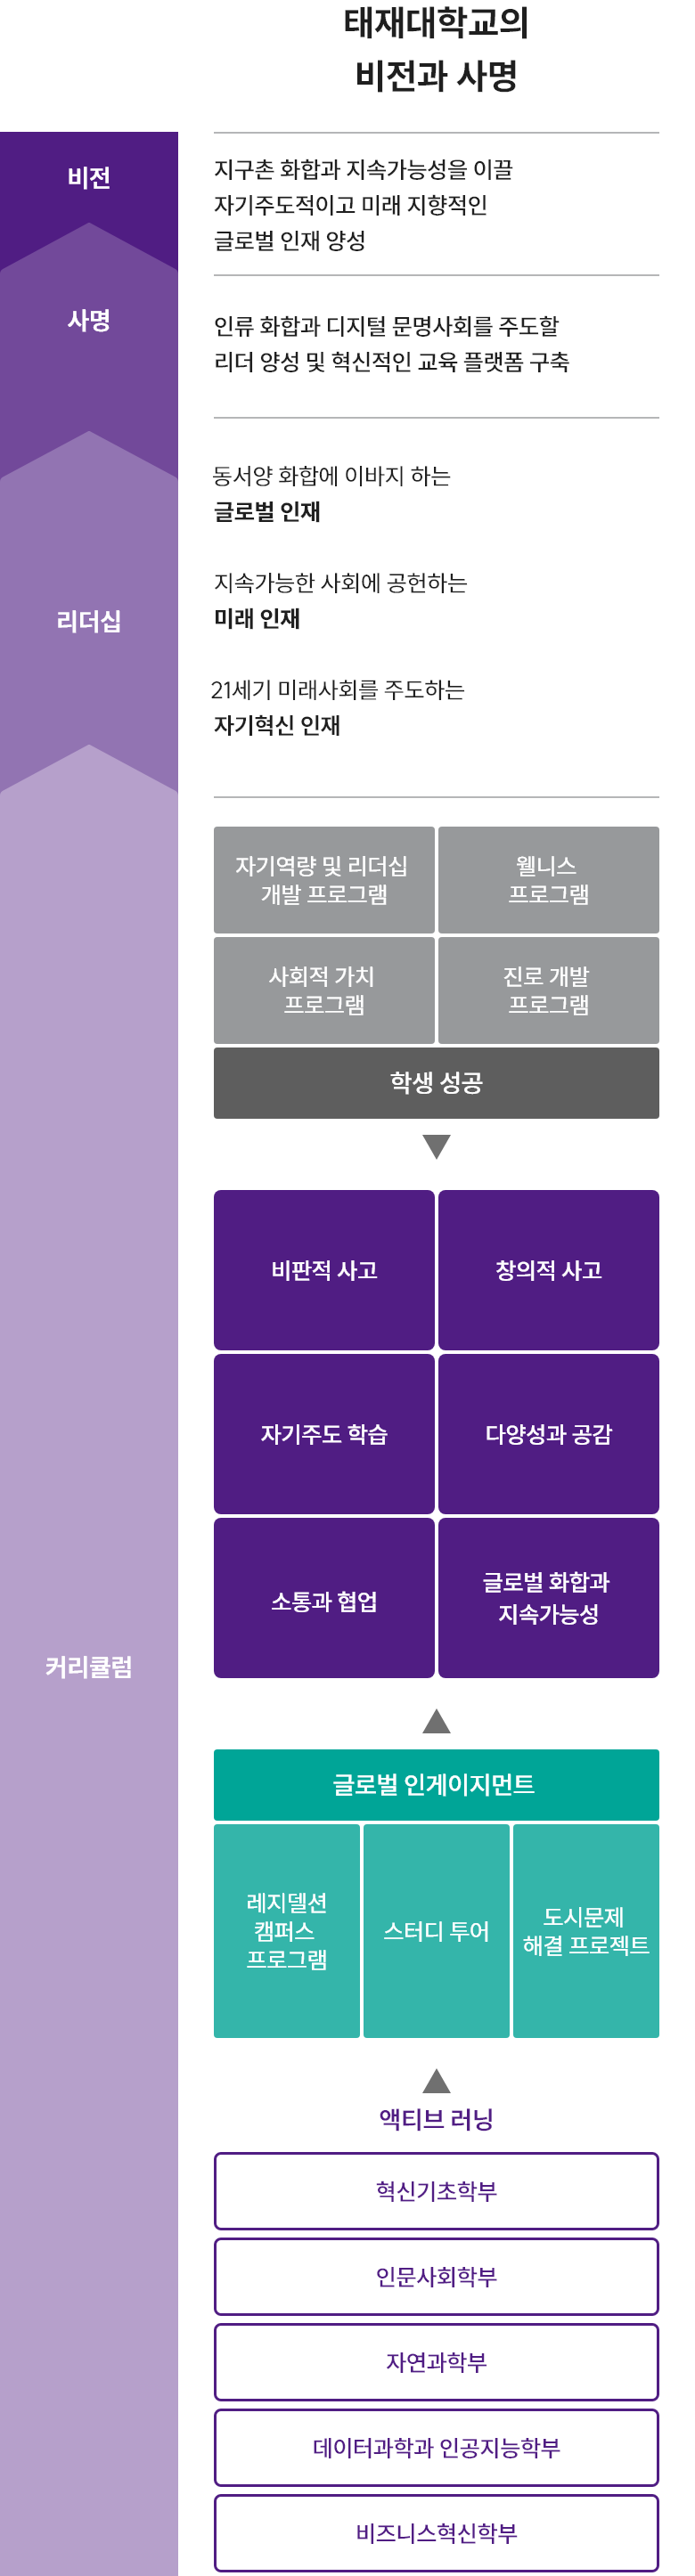 태재대학교의
비전과 사명
비전
지구촌 화합과 지속가능성을 이끌
자기주도적이고 미래 지향적인
글로벌 인재 양성
사명
인류 화합과 디지털 문명사회를 주도할
리더 양성 및 혁신적인 교육 플랫폼 구축
리더십
동서양 화합에 이바지 하는
글로벌 인재
지속가능한 사회에 공헌하는
미래 인재
21세기 미래사회를 주도하는
자기혁신 인재
커리큘럼
자기역량 및 리더십
개발 프로그램
웰니스
프로그램
사회적 가치
프로그램
진로 개발
프로그램
학생 성공
비판적 사고
창의적 사고
자기주도 학습
다양성과 공감
소통과 협업
글로벌 화합과
지속가능성
글로벌 인게이지먼트
레지델션
캠퍼스
프로그램
스터디 투어
도시문제
해결 프로젝트
액티브 러닝
혁신기초학부
인문사회학부
자연과학부
데이터과학과 인공지능학부
비즈니스혁신학부